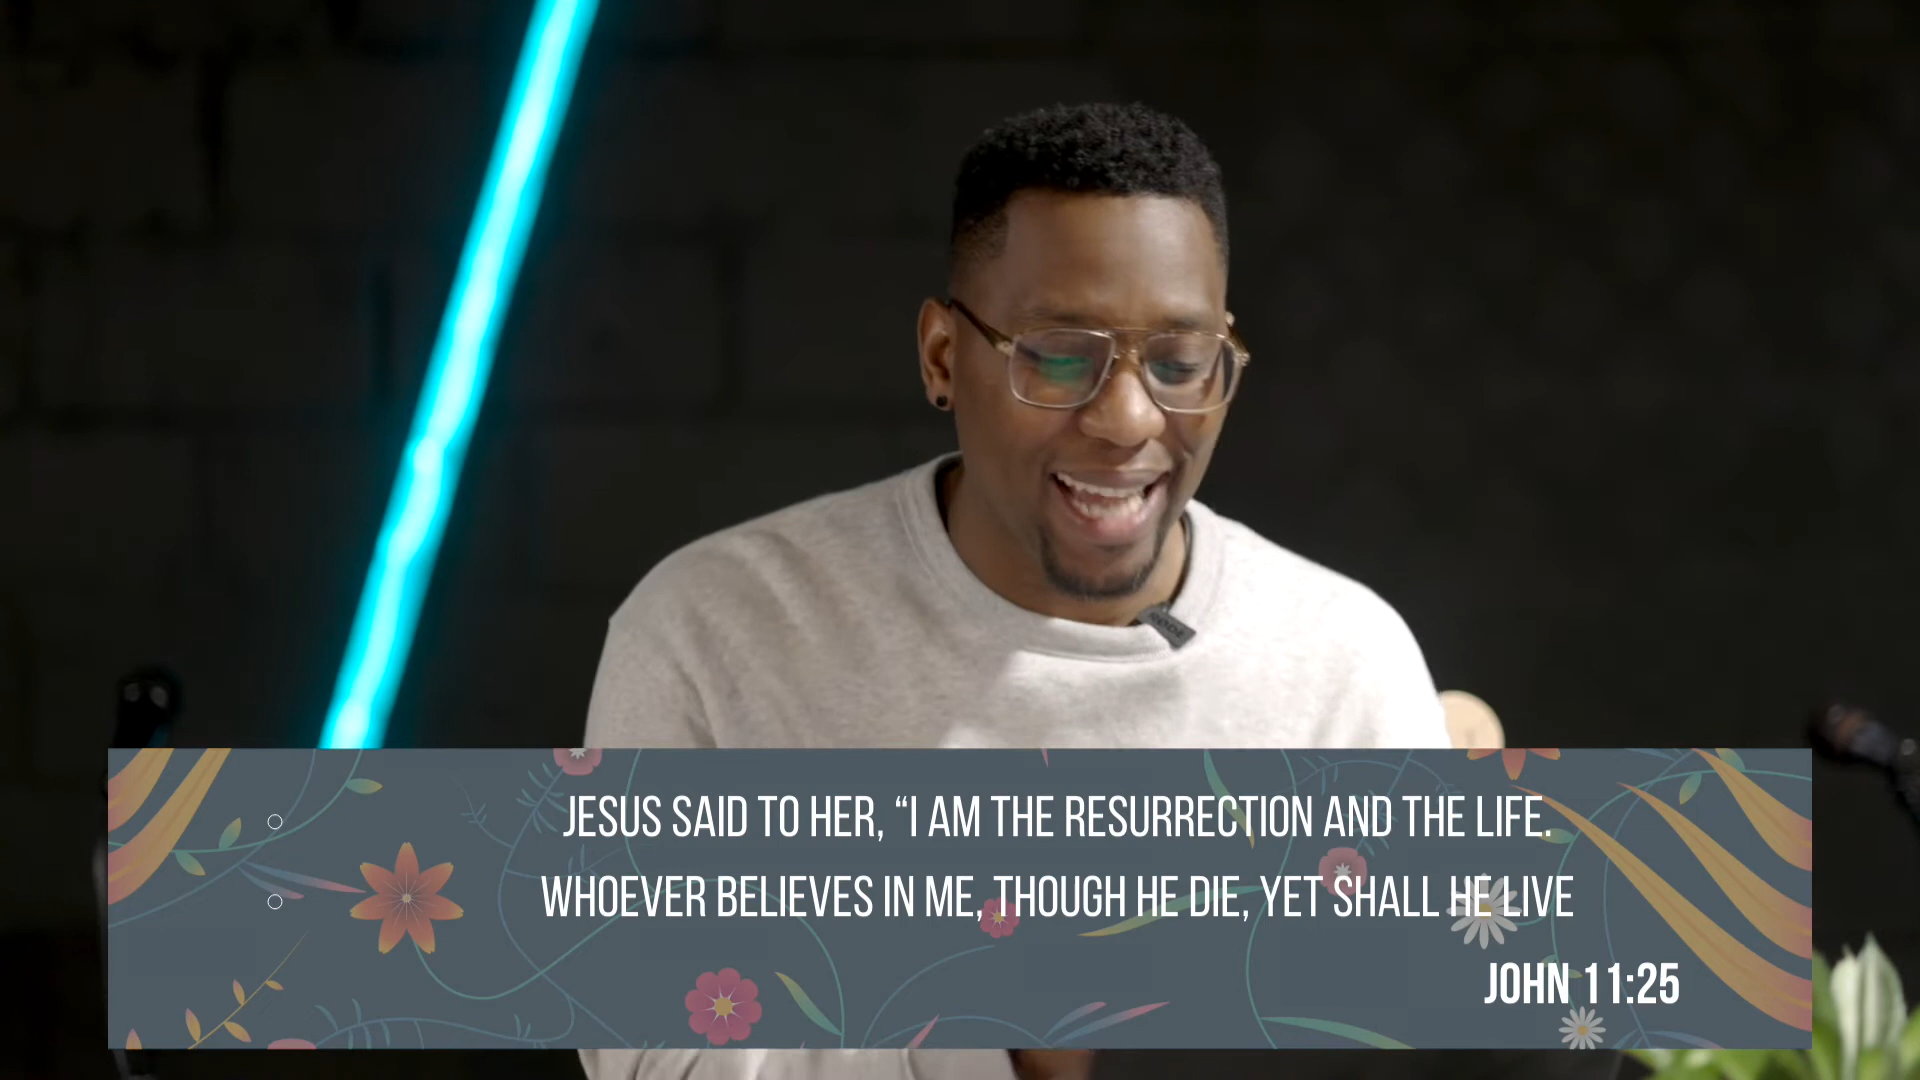 JESUS SAID TO HER, “I AM THE RESURRECTION AND THE LIFE.
WHOEVER BELIEVES IN ME, THOUGH HE DIE, YET SHALL HE LIVE
JOHN 11:25